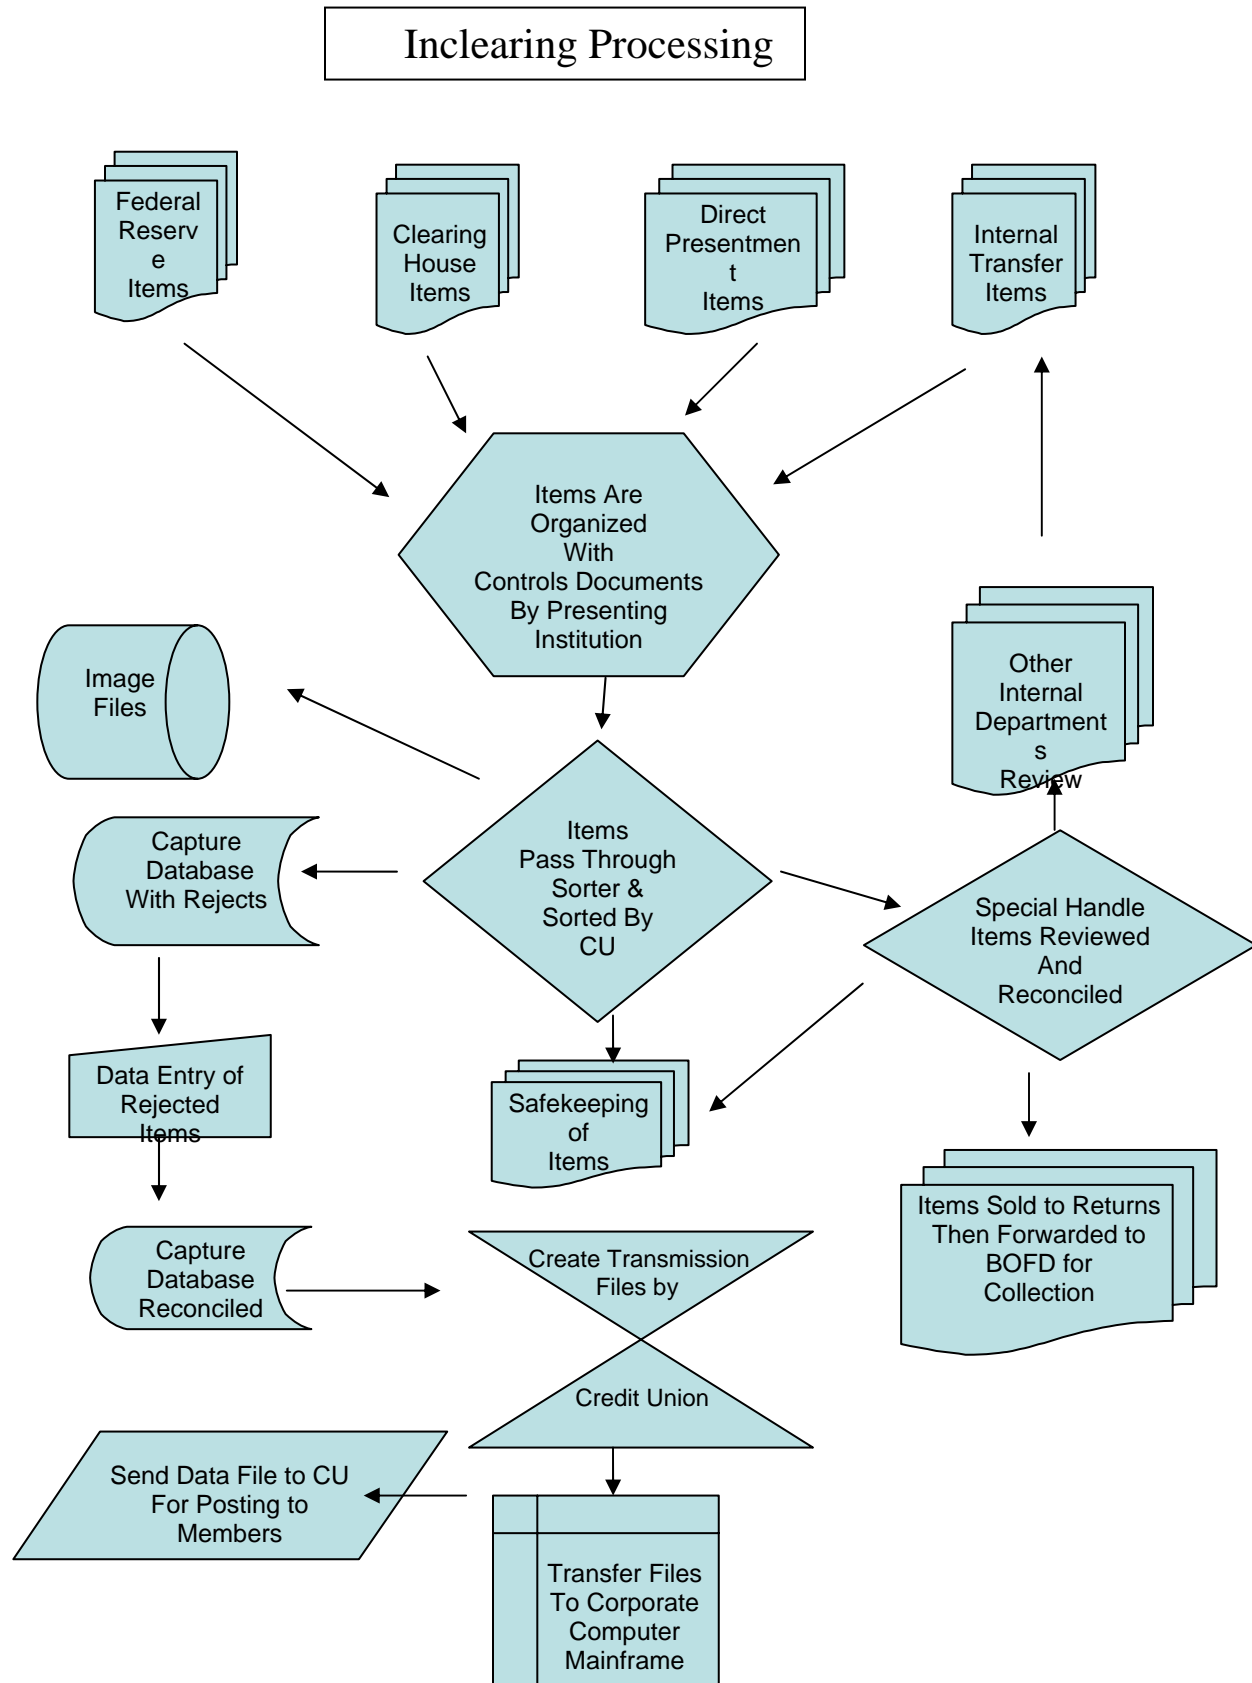 Inclearing Processing
Federal
Reserv
e
Items
Clearing
House
Items
Direct
Presentmen
t
Items
Internal
Transfer
Items
Items Are
Organized
With
Controls Documents
By Presenting
Institution
Image
Files
Other
Internal
Department
s
Review
Capture
Database
With Rejects
Items
Pass Through
Sorter &
Sorted By
CU
Special Handle
Items Reviewed
And
Reconciled
Data Entry of
Rejected
Items
Safekeeping
of
Items
Items Sold to Returns
Then Forwarded to
BOFD for
Collection
Capture
Database
Reconciled
Create Transmission
Files by
Credit Union
Send Data File to CU
For Posting to
Members
Transfer Files
To Corporate
Computer
Mainframe